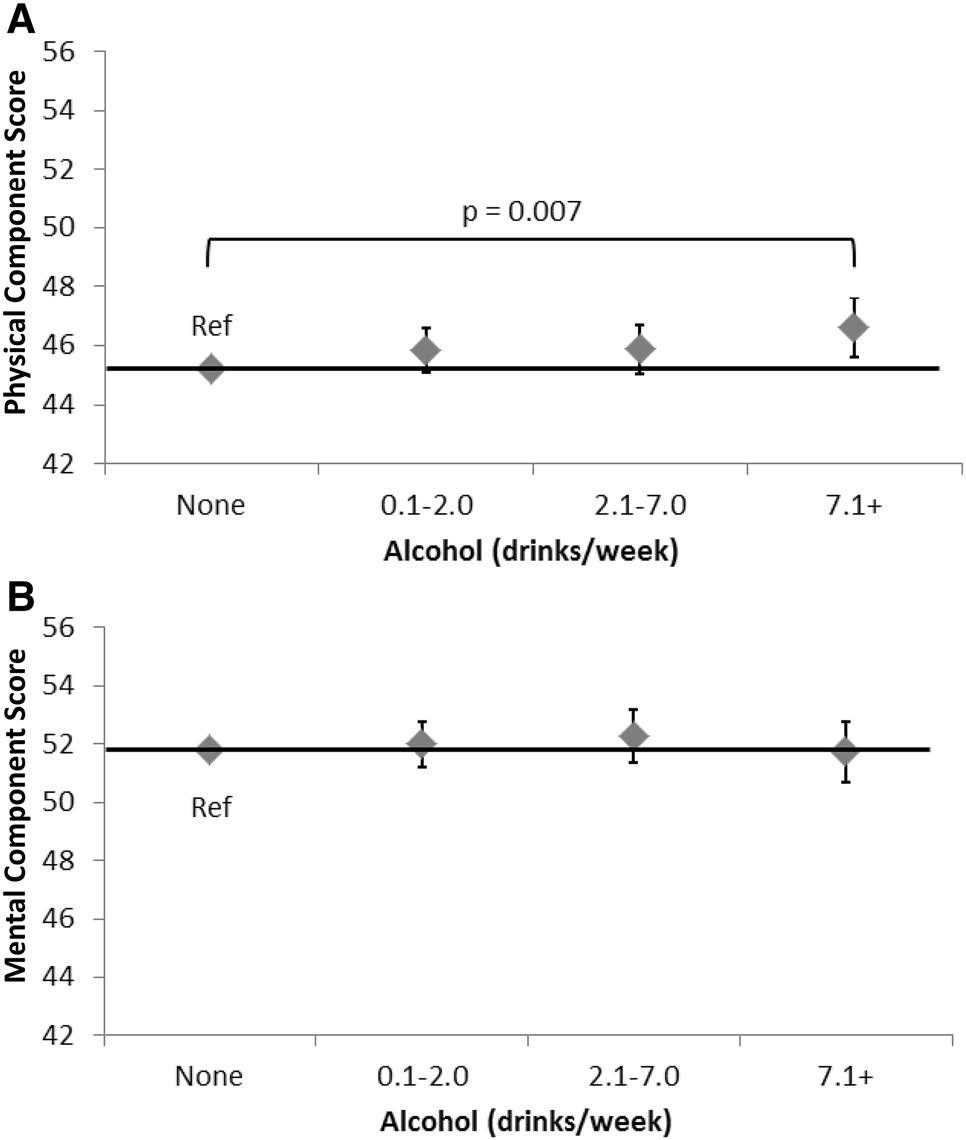 A
Physical Component Score
56
54
52
50
48
46
44
42
p = 0.007
Ref
None 0.1-2.0 2.1-7.0 7.1+
Alcohol (drinks/week)
B
Mental Component Score
56
54
52
50
48
46
44
42
Ref
None 0.1-2.0 2.1-7.0 7.1+
Alcohol (drinks/week)